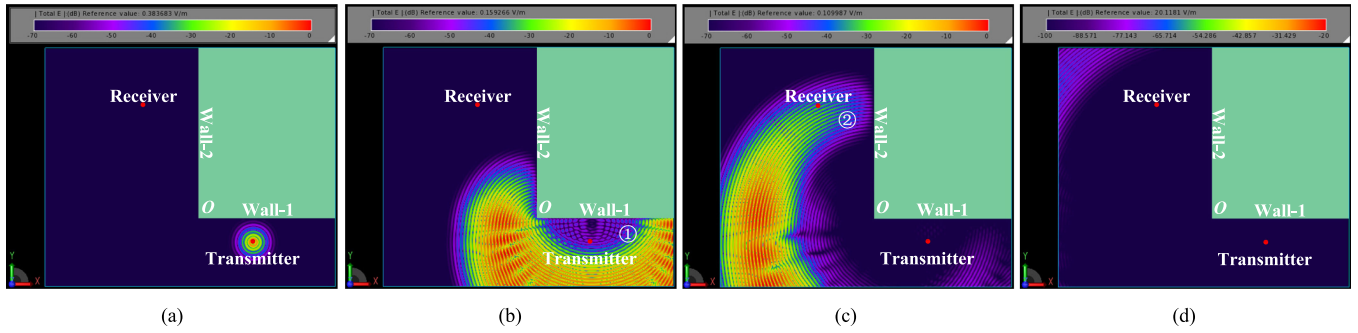 | Total E |(dB) Reference value: 0.383683 V/m
-70 -60 -50 -40 -30 -20 -10 0
Receiver
Wall-2
O
Wall-1
Transmitter
Y
X
(a)
| Total E |(dB) Reference value: 0.159266 V/m
-70 -60 -50 -40 -30 -20 -10 0
Receiver
Wall-2
O
Wall-1
①
Transmitter
Y
X
(b)
| Total E |(dB) Reference value: 0.109987 V/m
-70 -60 -50 -40 -30 -20 -10 0
Receiver
②
Wall-2
O
Wall-1
Transmitter
Y
X
(c)
| Total E |(dB) Reference value: 20.1181 V/m
-100 -88.571 -77.143 -65.714 -54.286 -42.857 -31.429 -20
Receiver
Wall-2
O
Wall-1
Transmitter
Y
X
(d)